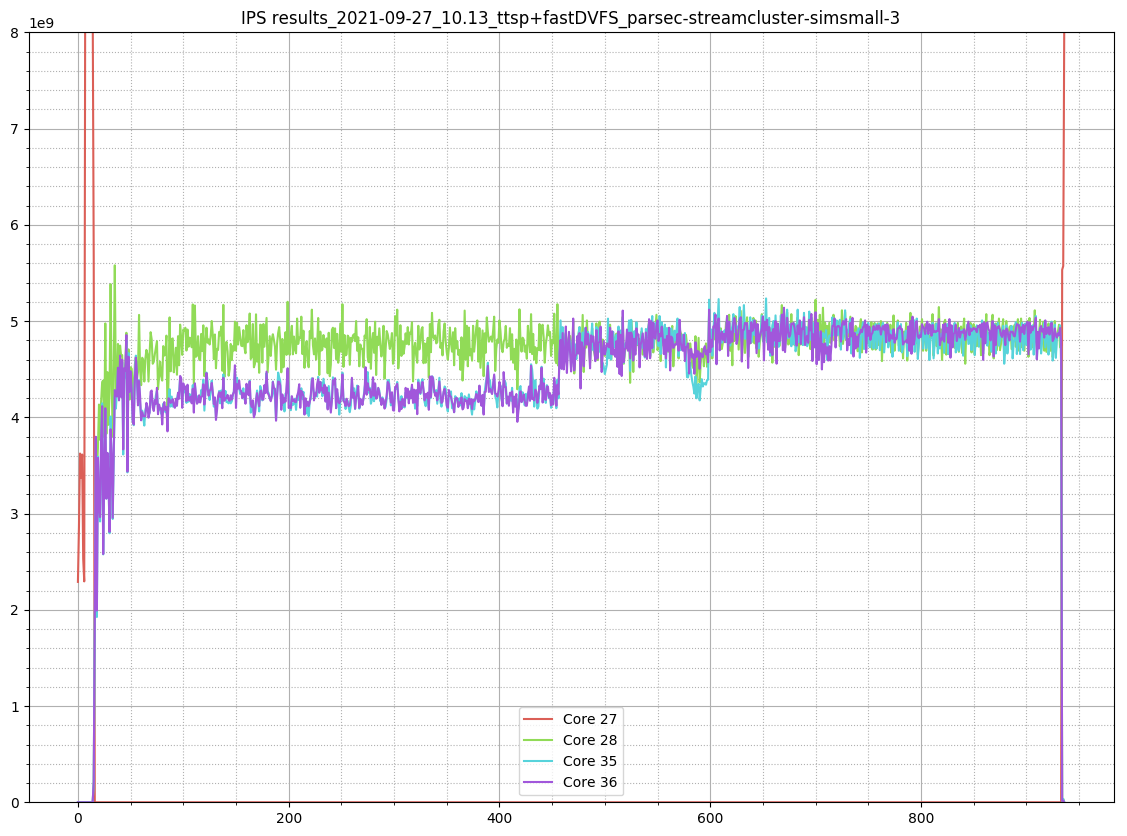 IPS results_2021-09-27_10.13_ttsp+fastDVFS_parsec-streamcluster-simsmall-3
1e9
8
7
6
5
4
3
2
1
0
0 200 400 600 800
Core 27
Core 28
Core 35
Core 36